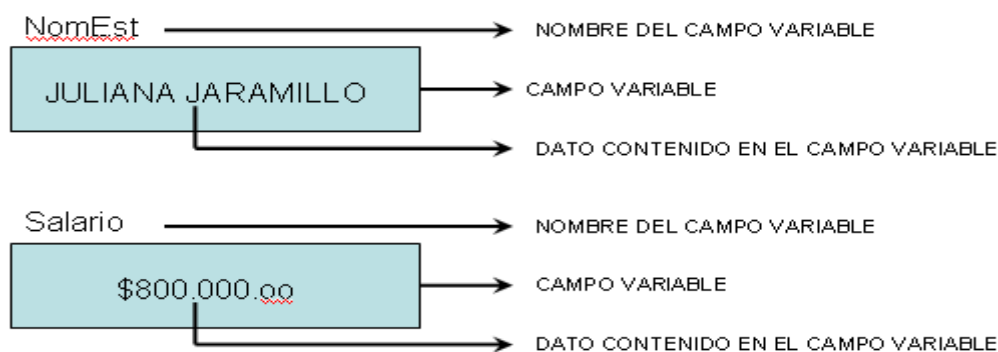 NomEst
NOMBRE DEL CAMPO VARIABLE
JULIANA JARAMILLO
CAMPO VARIABLE
DATO CONTENIDO EN EL CAMPO VARIABLE
Salario
NOMBRE DEL CAMPO VARIABLE
$800.000.oo
CAMPO VARIABLE
DATO CONTENIDO EN EL CAMPO VARIABLE